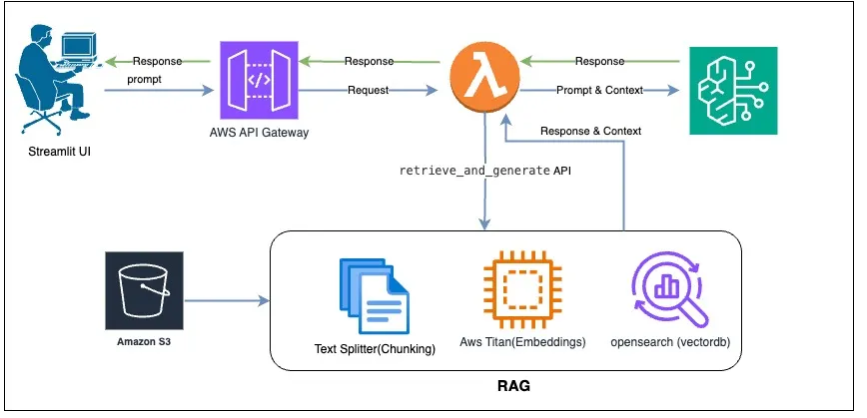 Response
Response
Response
prompt
Request
Prompt & Context
AWS API Gateway
Response & Context
Streamlit UI
retrieve_and_generate API
Amazon S3
Text Splitter(Chunking)
Aws Titan(Embeddings)
opensearch (vectordb)
RAG